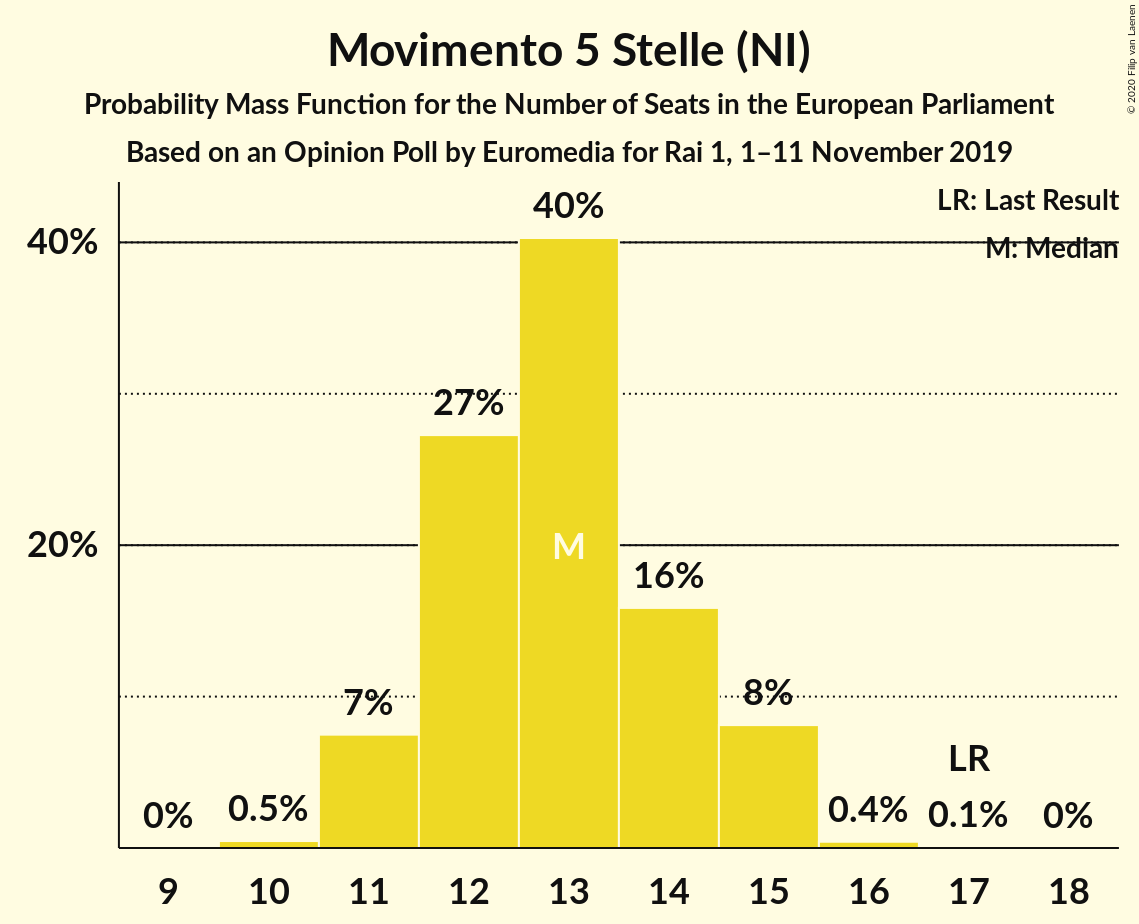 Movimento 5 Stelle (NI)
Probability Mass Function for the Number of Seats in the European Parliament
Based on an Opinion Poll by Euromedia for Rai 1, 1–11 November 2019
© 2020 Filip van Laenen
LR: Last Result
M: Median
40%
20%
0%
0.5%
7%
27%
40%
M
16%
8%
0.4%
LR
0.1%
0%
9 10 11 12 13 14 15 16 17 18